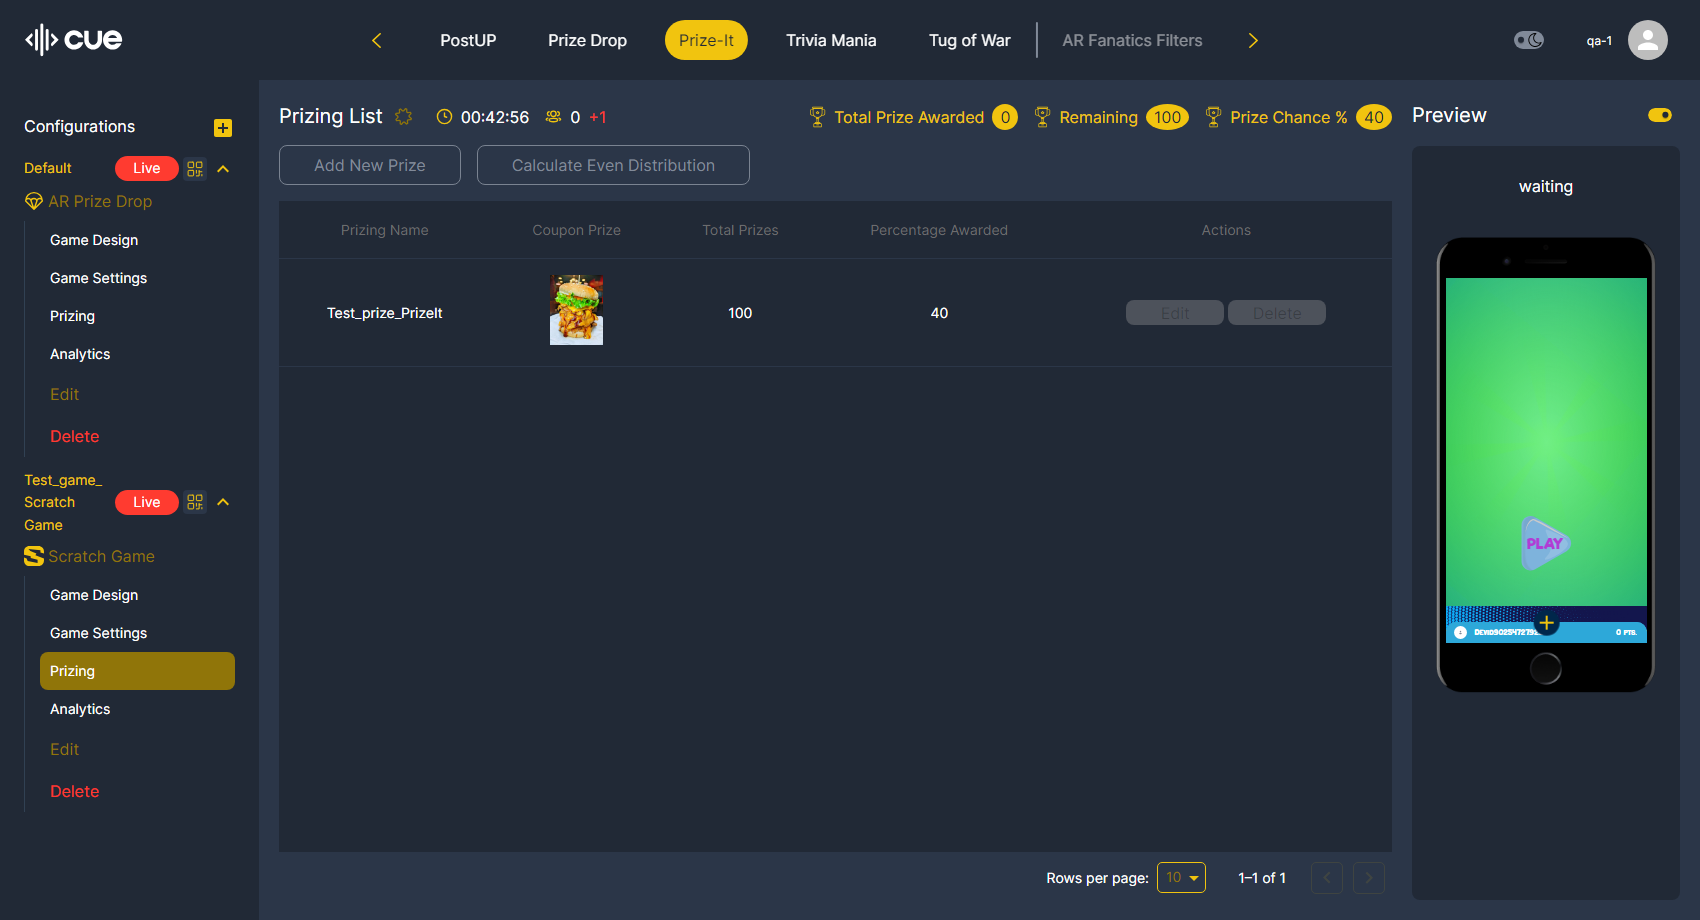 cue
PostUP
Prize Drop
Prize-It
Trivia Mania
Tug of War
AR Fanatics Filters
qa-1
Configurations
Default
Live
AR Prize Drop
Game Design
Game Settings
Prizing
Analytics
Edit
Delete
Test_game_
Scratch
Game
Live
Scratch Game
Game Design
Game Settings
Prizing
Analytics
Edit
Delete
Prizing List
00:42:56
0 +1
Total Prize Awarded 0
Remaining 100
Prize Chance % 40
Add New Prize
Calculate Even Distribution
Prizing Name
Coupon Prize
Total Prizes
Percentage Awarded
Actions
Test_prize_PrizeIt
100
40
Edit
Delete
Rows per page:
10
1–1 of 1
Preview
waiting
PLAY
0 PTS.